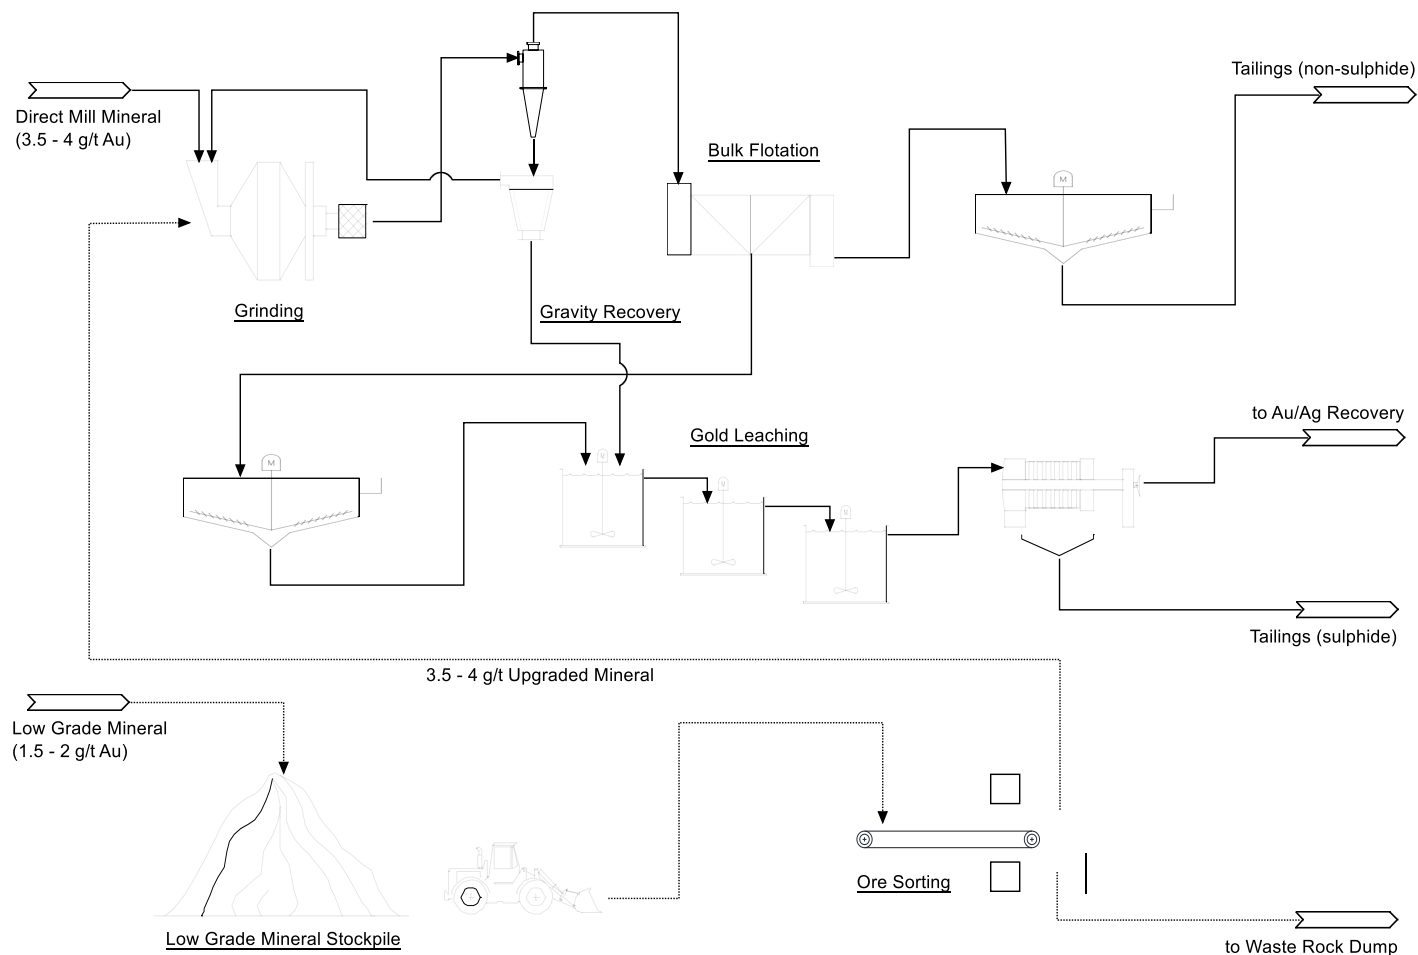 Tailings (non-sulphide)
Direct Mill Mineral
(3.5 - 4 g/t Au)
Bulk Flotation
M
Grinding
Gravity Recovery
to Au/Ag Recovery
Gold Leaching
M
M
M
M
Tailings (sulphide)
3.5 - 4 g/t Upgraded Mineral
Low Grade Mineral
(1.5 - 2 g/t Au)
Ore Sorting
Low Grade Mineral Stockpile
to Waste Rock Dump